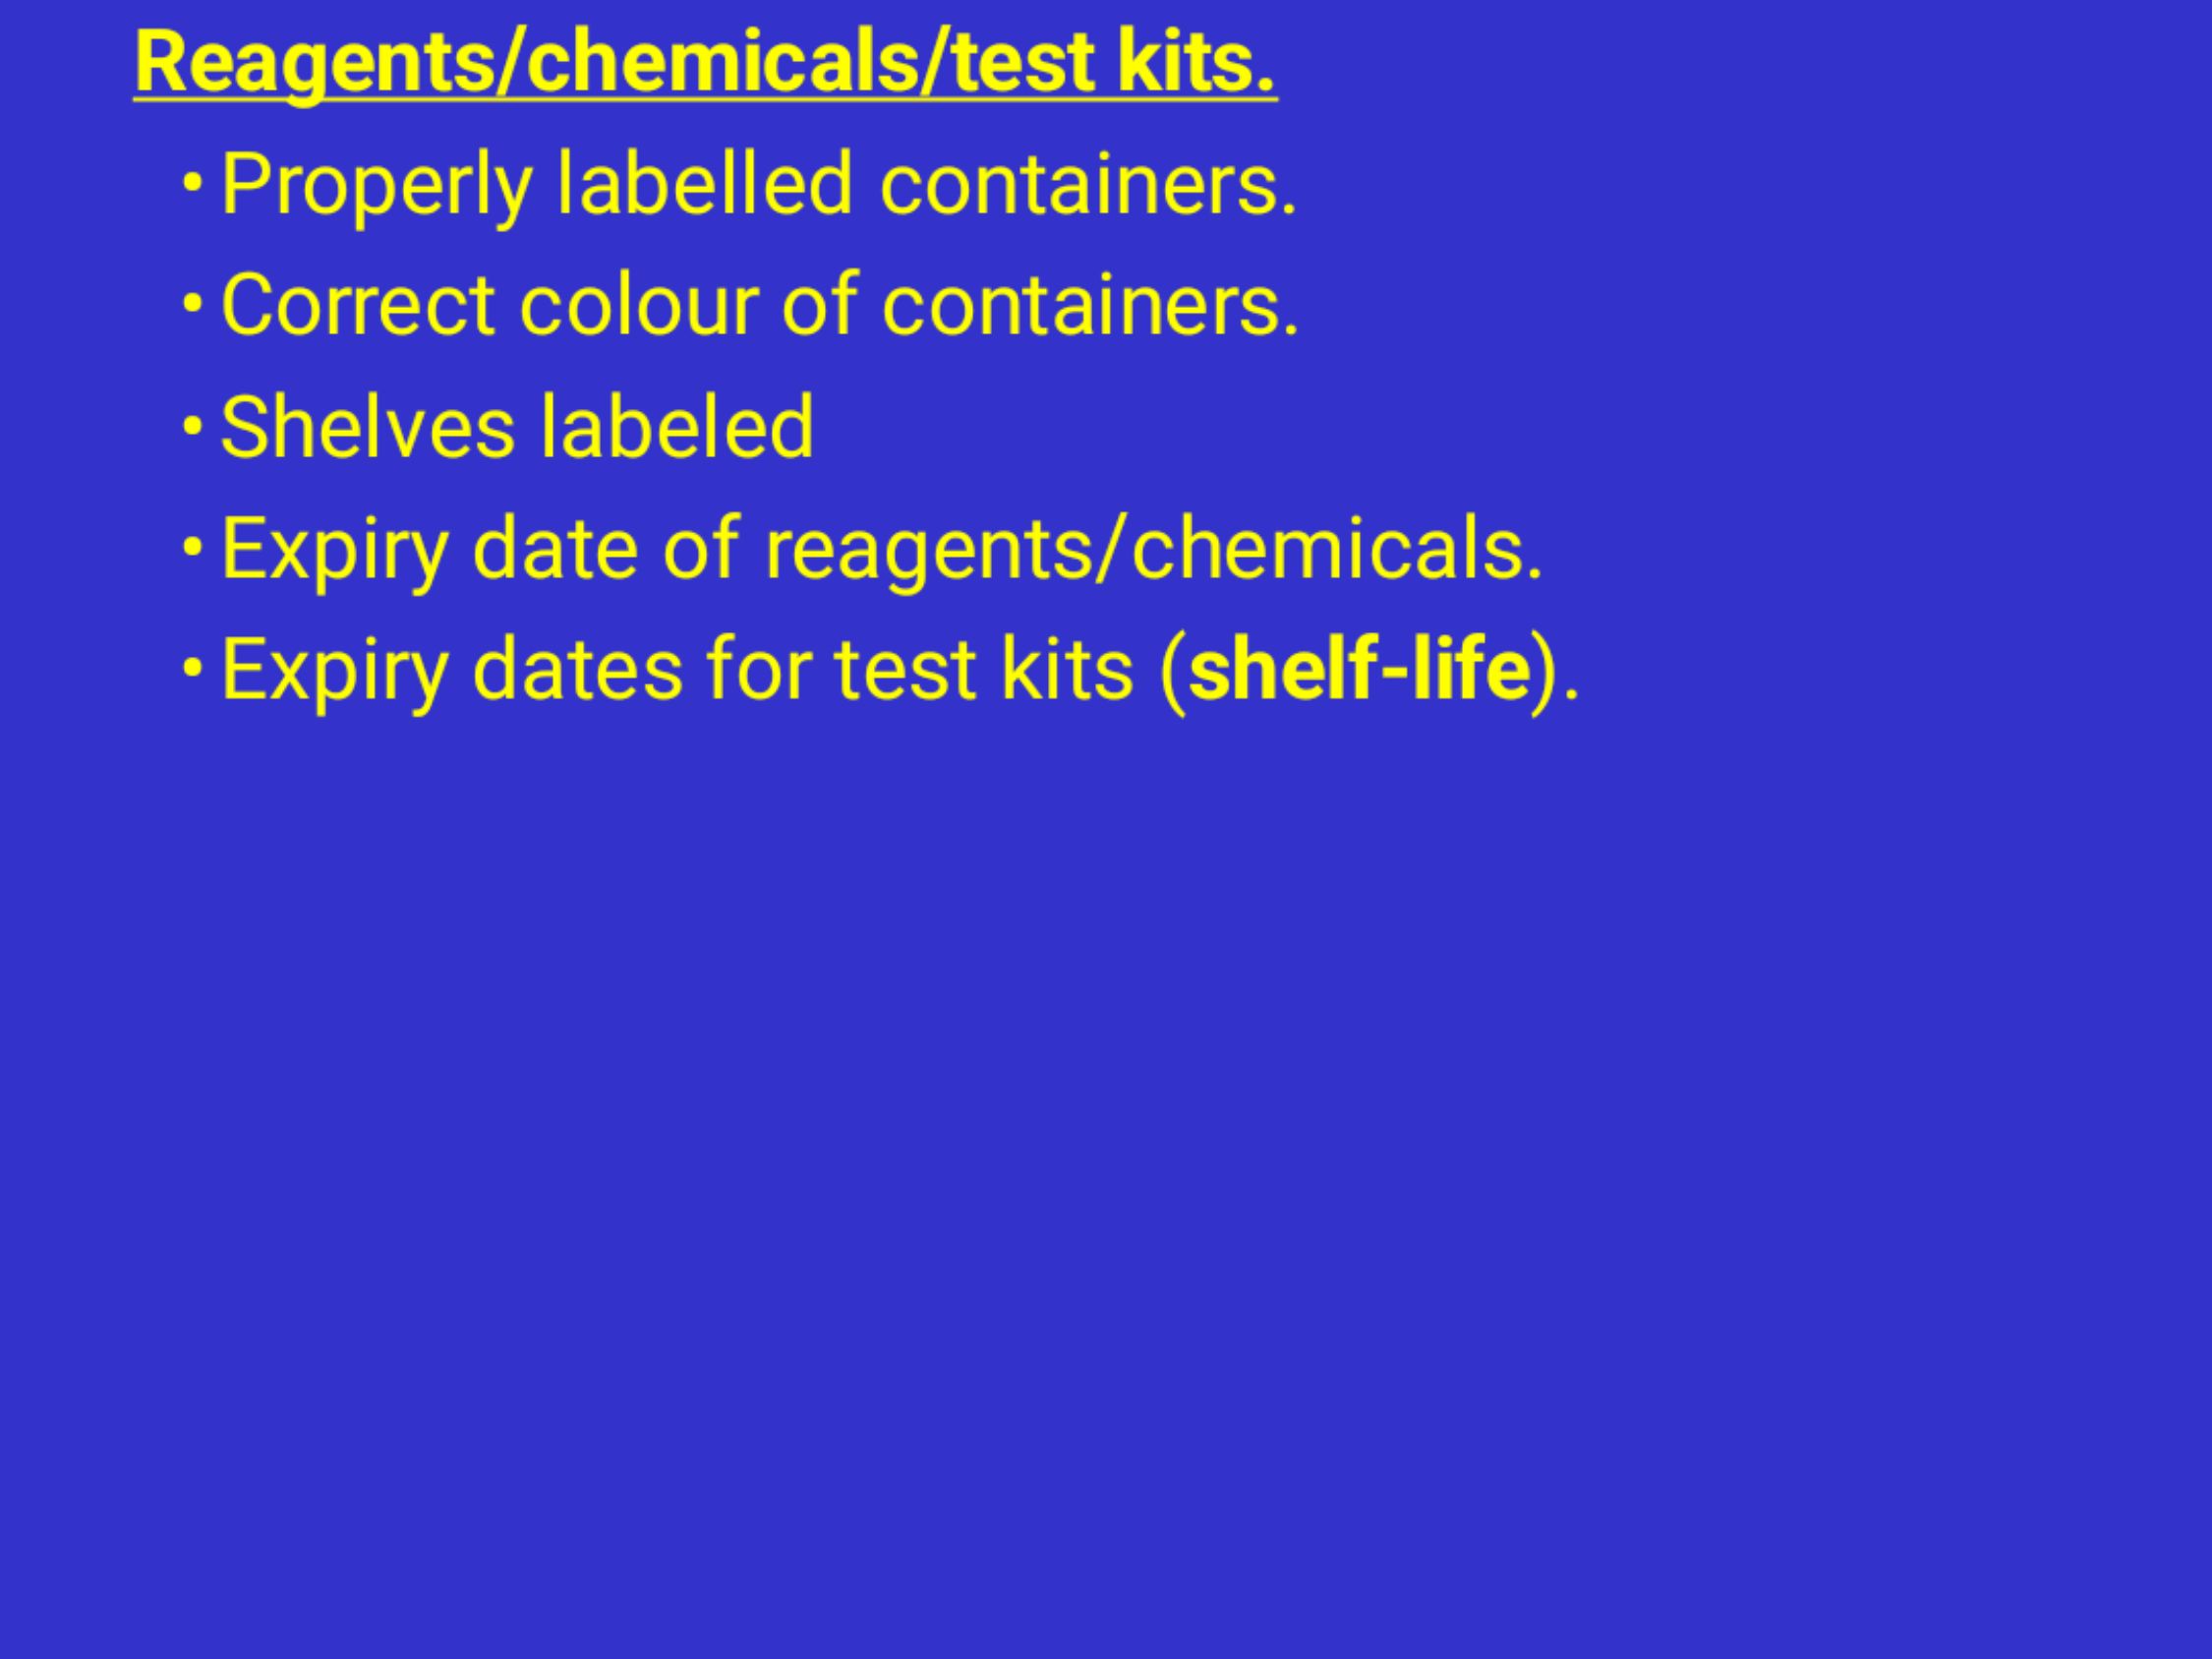 Reagents/chemicals/test kits.
• Properly labelled containers.
• Correct colour of containers.
• Shelves labeled
• Expiry date of reagents/chemicals.
• Expiry dates for test kits (shelf-life).